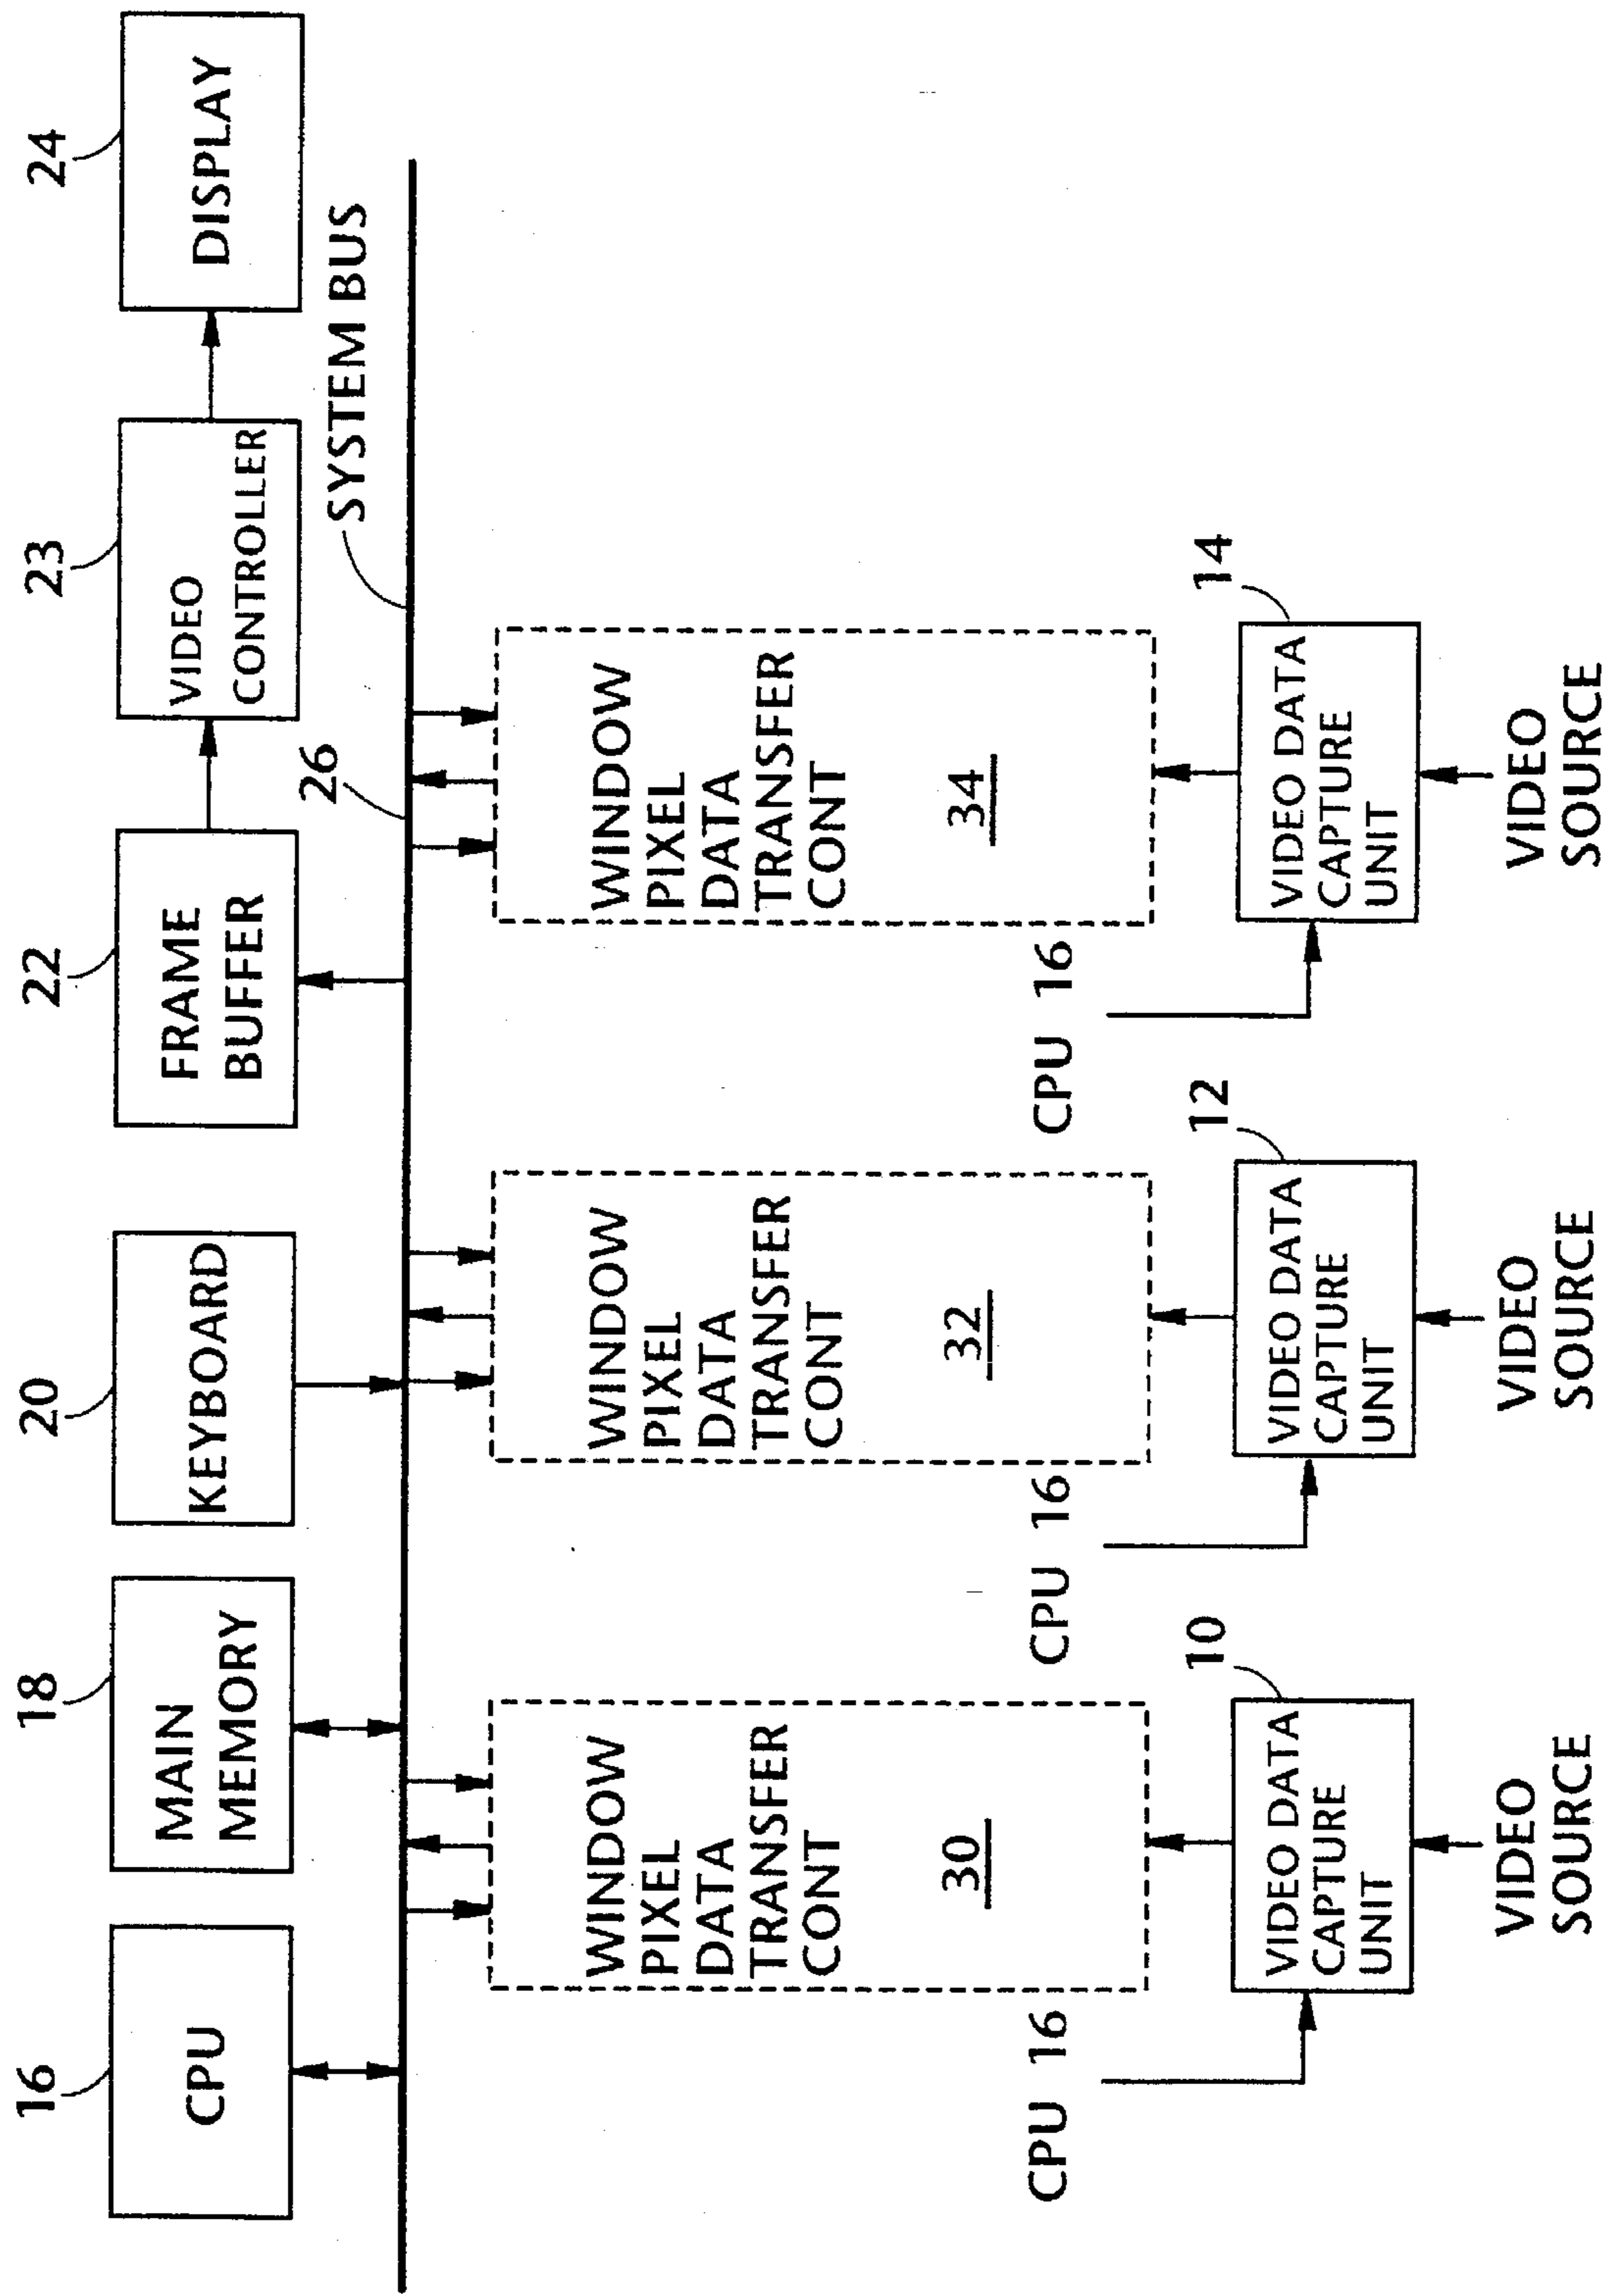 16
CPU
18
MAIN
MEMORY
20
KEYBOARD
22
FRAME
BUFFER
23
VIDEO
CONTROLLER
24
DISPLAY
26
SYSTEM BUS
WINDOW
PIXEL
DATA
TRANSFER
CONT
30
WINDOW
PIXEL
DATA
TRANSFER
CONT
32
WINDOW
PIXEL
DATA
TRANSFER
CONT
34
CPU 16
10
VIDEO DATA
CAPTURE
UNIT
VIDEO
SOURCE
CPU 16
12
VIDEO DATA
CAPTURE
UNIT
VIDEO
SOURCE
CPU 16
14
VIDEO DATA
CAPTURE
UNIT
VIDEO
SOURCE